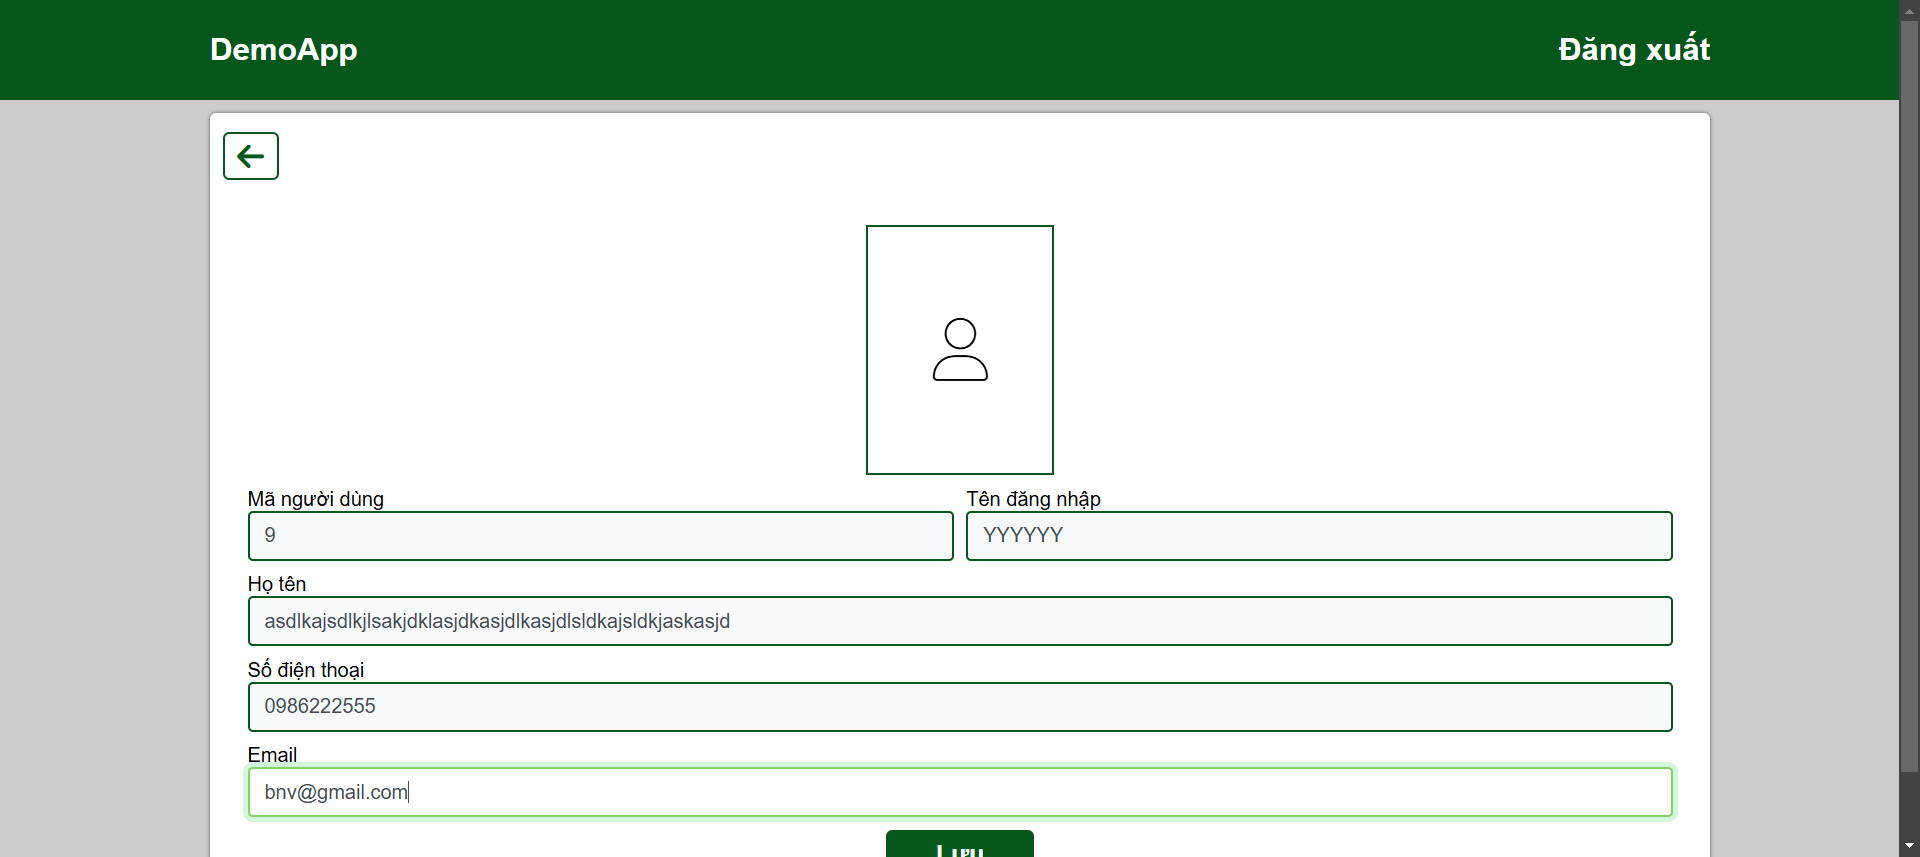 DemoApp Đăng xuất
Mã người dùng Tên đăng nhập
9 YYYYYY
Họ tên
asdlkajsdlkjlsakjdklasjdkasjdlkasjdlsldkajsldkjaskasjd
Số điện thoại
0986222555
Email
bnv@gmail.com
Lưu